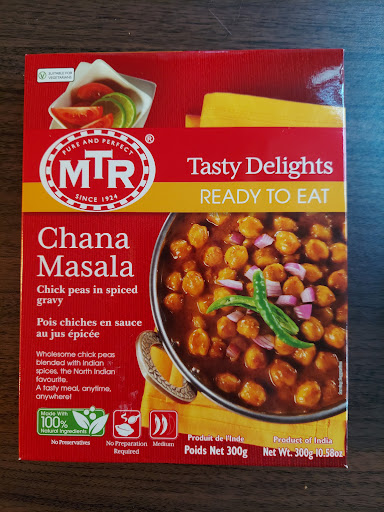 SUITABLE FOR
VEGETARIANS
PURE AND PERFECT
MTR
®
SINCE 1924
Tasty Delights
READY TO EAT
Chana
Masala
Chick peas in spiced
gravy
Pois chiches en sauce
au jus épicée
Wholesome chick peas
blended with Indian
spices, the North Indian
favourite.
A tasty meal, anytime,
anywhere!
Made With
100%
Natural Ingredients
No Preservatives
No Preparation
Required
Medium
Produit de l'Inde
Poids Net 300g
Product of India
Net Wt. 300g 10.58oz